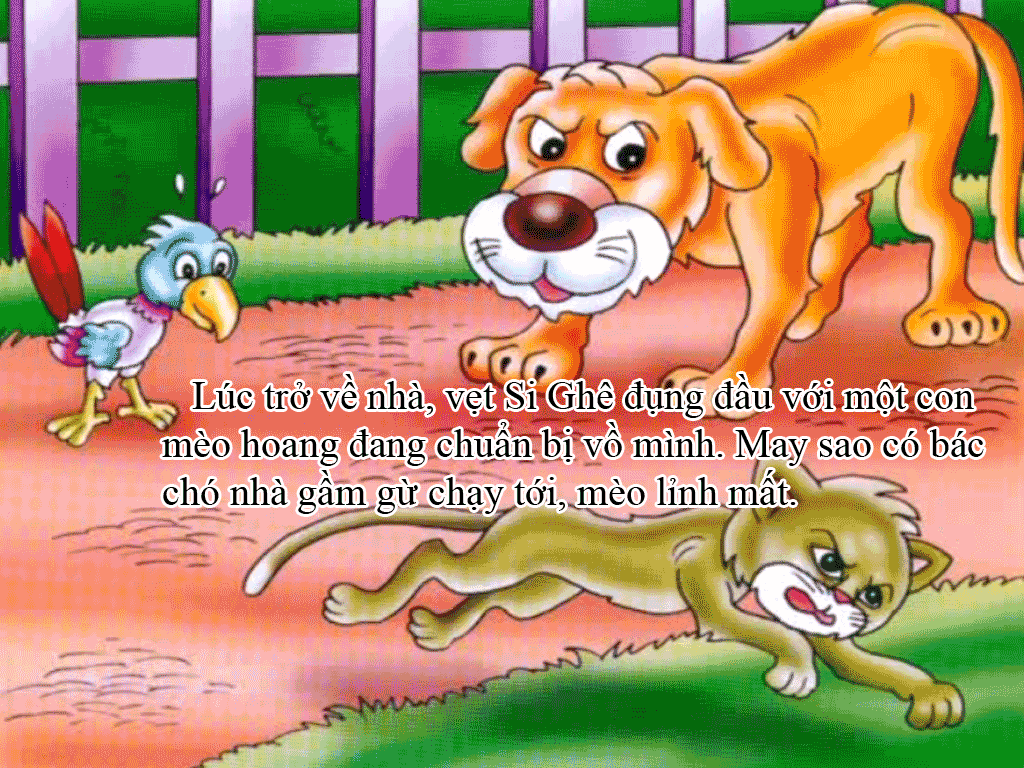 Lúc trở về nhà, vẹt Si Ghê đụng đầu với một con
mèo hoang đang chuẩn bị vồ mình. May sao có bác
chó nhà gầm gừ chạy tới, mèo lỉnh mất.